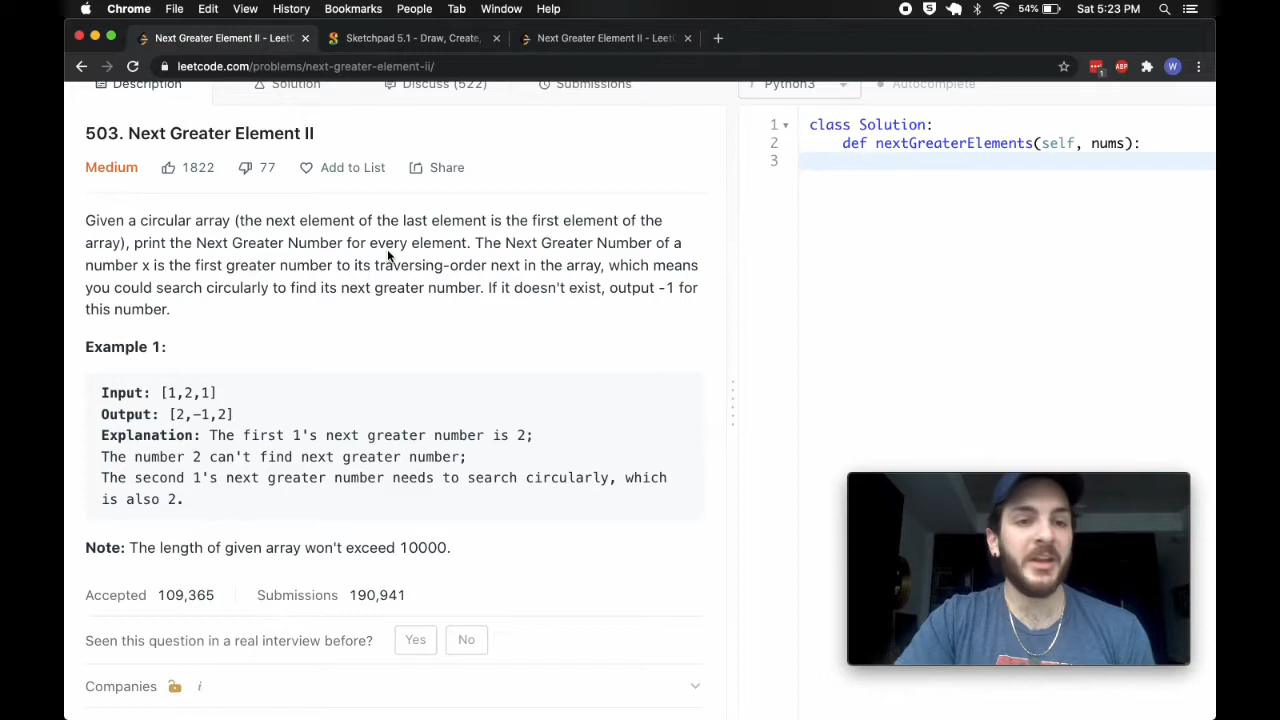 Chrome File Edit View History Bookmarks People Tab Window Help 54% Sat 5:23 PM
Next Greater Element II - LeetC Sketchpad 5.1 - Draw, Create, Next Greater Element II - LeetC
leetcode.com/problems/next-greater-element-ii/ 1 ABP W
Description Solution Discuss (522) Submissions Python3 Autocomplete
503. Next Greater Element II
Medium 1822 77 Add to List Share
Given a circular array (the next element of the last element is the first element of the
array), print the Next Greater Number for every element. The Next Greater Number of a
number x is the first greater number to its traversing-order next in the array, which means
you could search circularly to find its next greater number. If it doesn't exist, output -1 for
this number.
Example 1:
Input: [1,2,1]
Output: [2,-1,2]
Explanation: The first 1's next greater number is 2;
The number 2 can't find next greater number;
The second 1's next greater number needs to search circularly, which
is also 2.
Note: The length of given array won't exceed 10000.
Accepted 109,365 Submissions 190,941
Seen this question in a real interview before? Yes No
Companies i
1 class Solution:
2 def nextGreaterElements(self, nums):
3